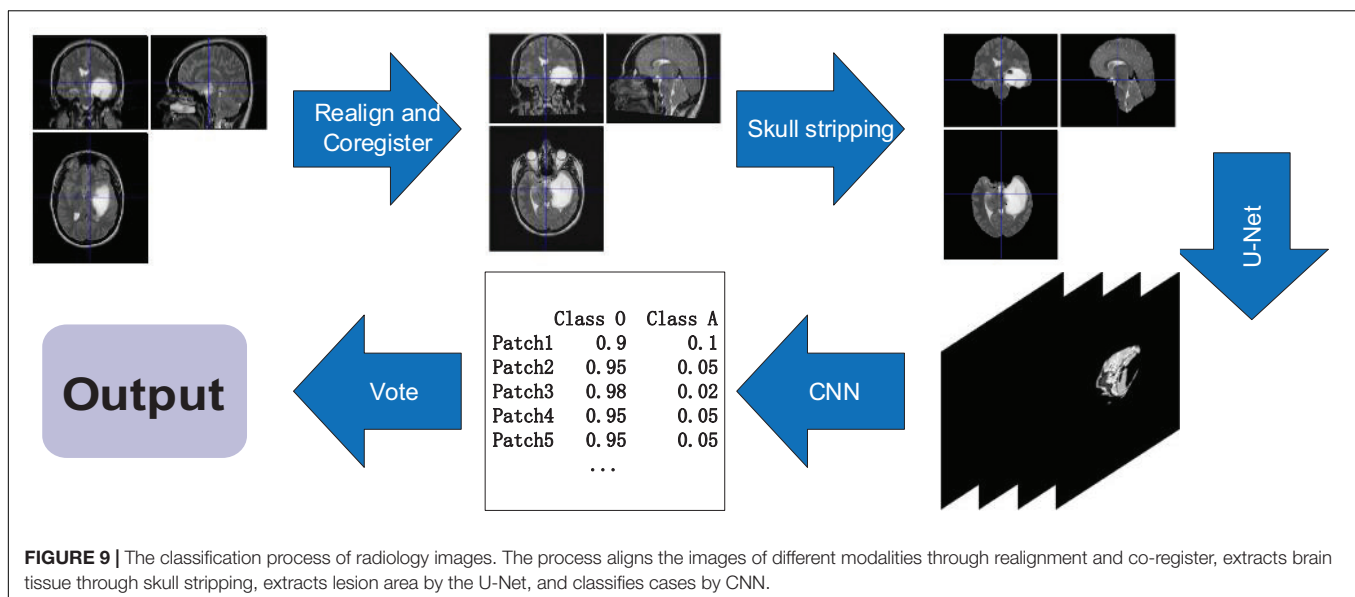 Realign and
Coregister
Skull stripping
U-Net
CNN
Class O Class A
Patch1 0.9 0.1
Patch2 0.95 0.05
Patch3 0.98 0.02
Patch4 0.95 0.05
Patch5 0.95 0.05
...
Vote
Output
FIGURE 9 | The classification process of radiology images. The process aligns the images of different modalities through realignment and co-register, extracts brain
tissue through skull stripping, extracts lesion area by the U-Net, and classifies cases by CNN.